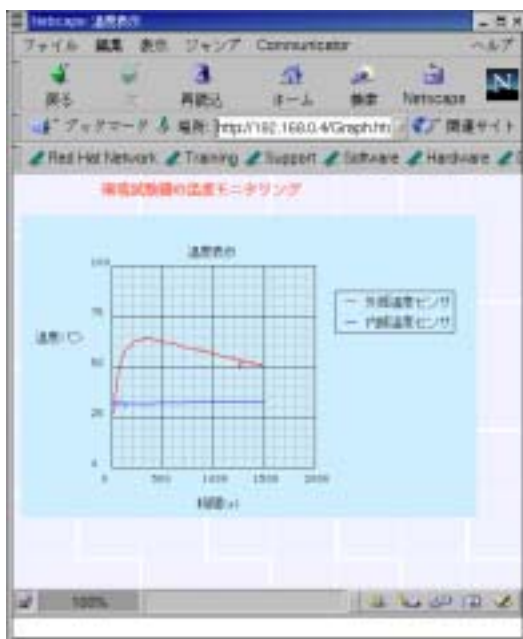 Netscape: 温度表示
ファイル 編集 表示 ジャンプ Communicator ヘルプ
戻る 再読込 ホーム 検索 Netscape
N
ブックマーク 場所: http://192.168.0.4/Graph.htm 関連サイト
Red Hat Network Training Support Software Hardware
環境試験機の温度モニタリング
温度表示
100
75
50
25
0
温度(℃)
外部温度センサ
内部温度センサ
0 500 1000 1500 2000
時間(s)
100%